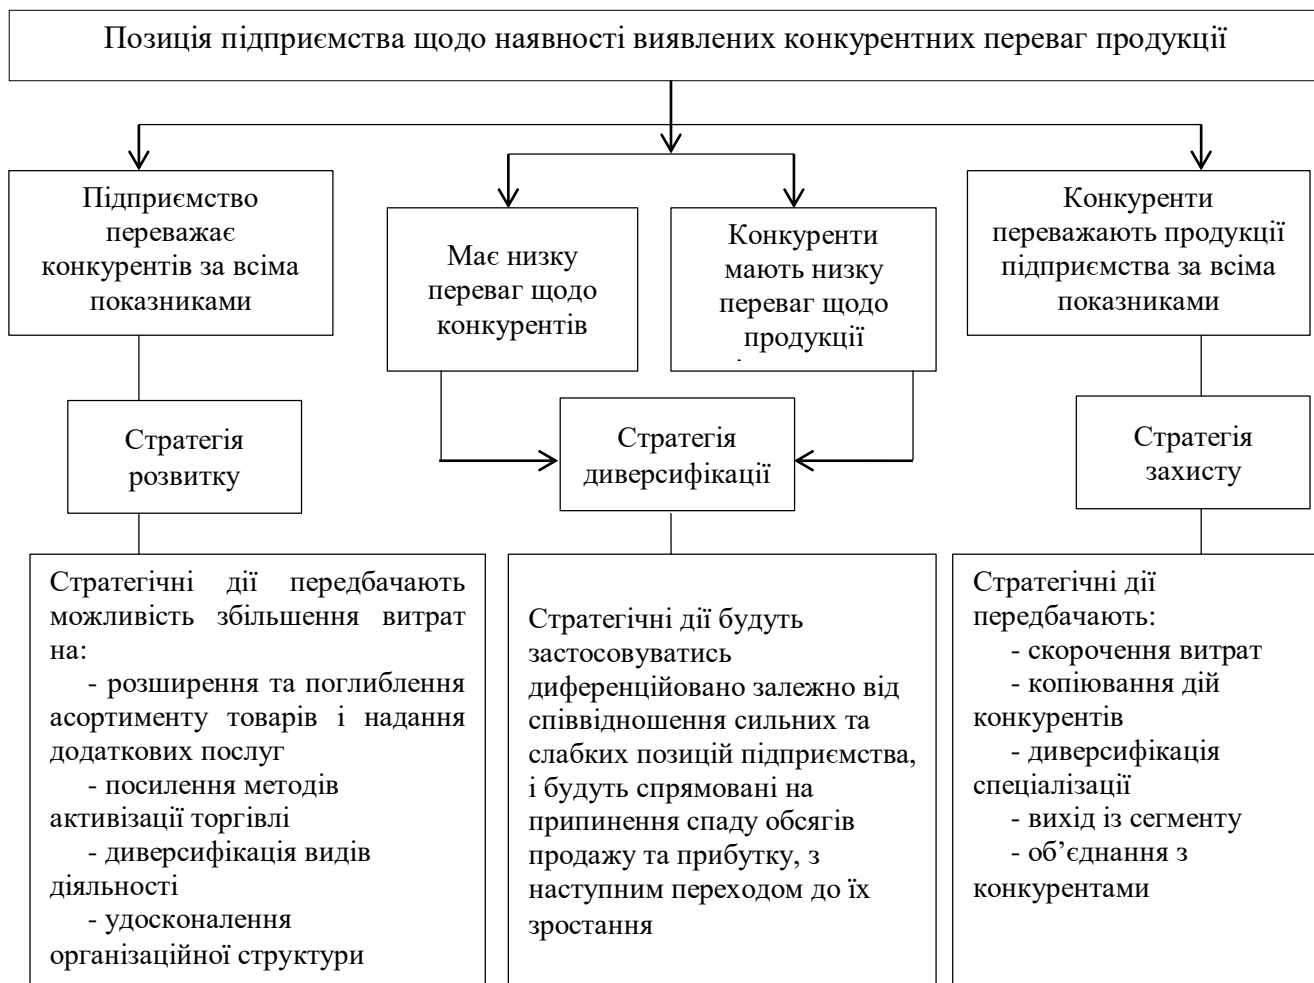 Позиція підприємства щодо наявності виявлених конкурентних переваг продукції
Підприємство
переважає
конкурентів за всіма
показниками
Має низку
переваг щодо
конкурентів
Конкуренти
мають низку
переваг щодо
продукції
Конкуренти
переважають продукції
підприємства за всіма
показниками
Стратегія
розвитку
Стратегія
диверсифікації
Стратегія
захисту
Стратегічні дії передбачають
можливість збільшення витрат
на:
- розширення та поглиблення
асортименту товарів і надання
додаткових послуг
- посилення методів
активізації торгівлі
- диверсифікація видів
діяльності
- удосконалення
організаційної структури
Стратегічні дії будуть
застосовуватись
диференційовано залежно від
співвідношення сильних та
слабких позицій підприємства,
і будуть спрямовані на
припинення спаду обсягів
продажу та прибутку, з
наступним переходом до їх
зростання
Стратегічні дії
передбачають:
- скорочення витрат
- копіювання дій
конкурентів
- диверсифікація
спеціалізації
- вихід із сегменту
- об’єднання з
конкурентами